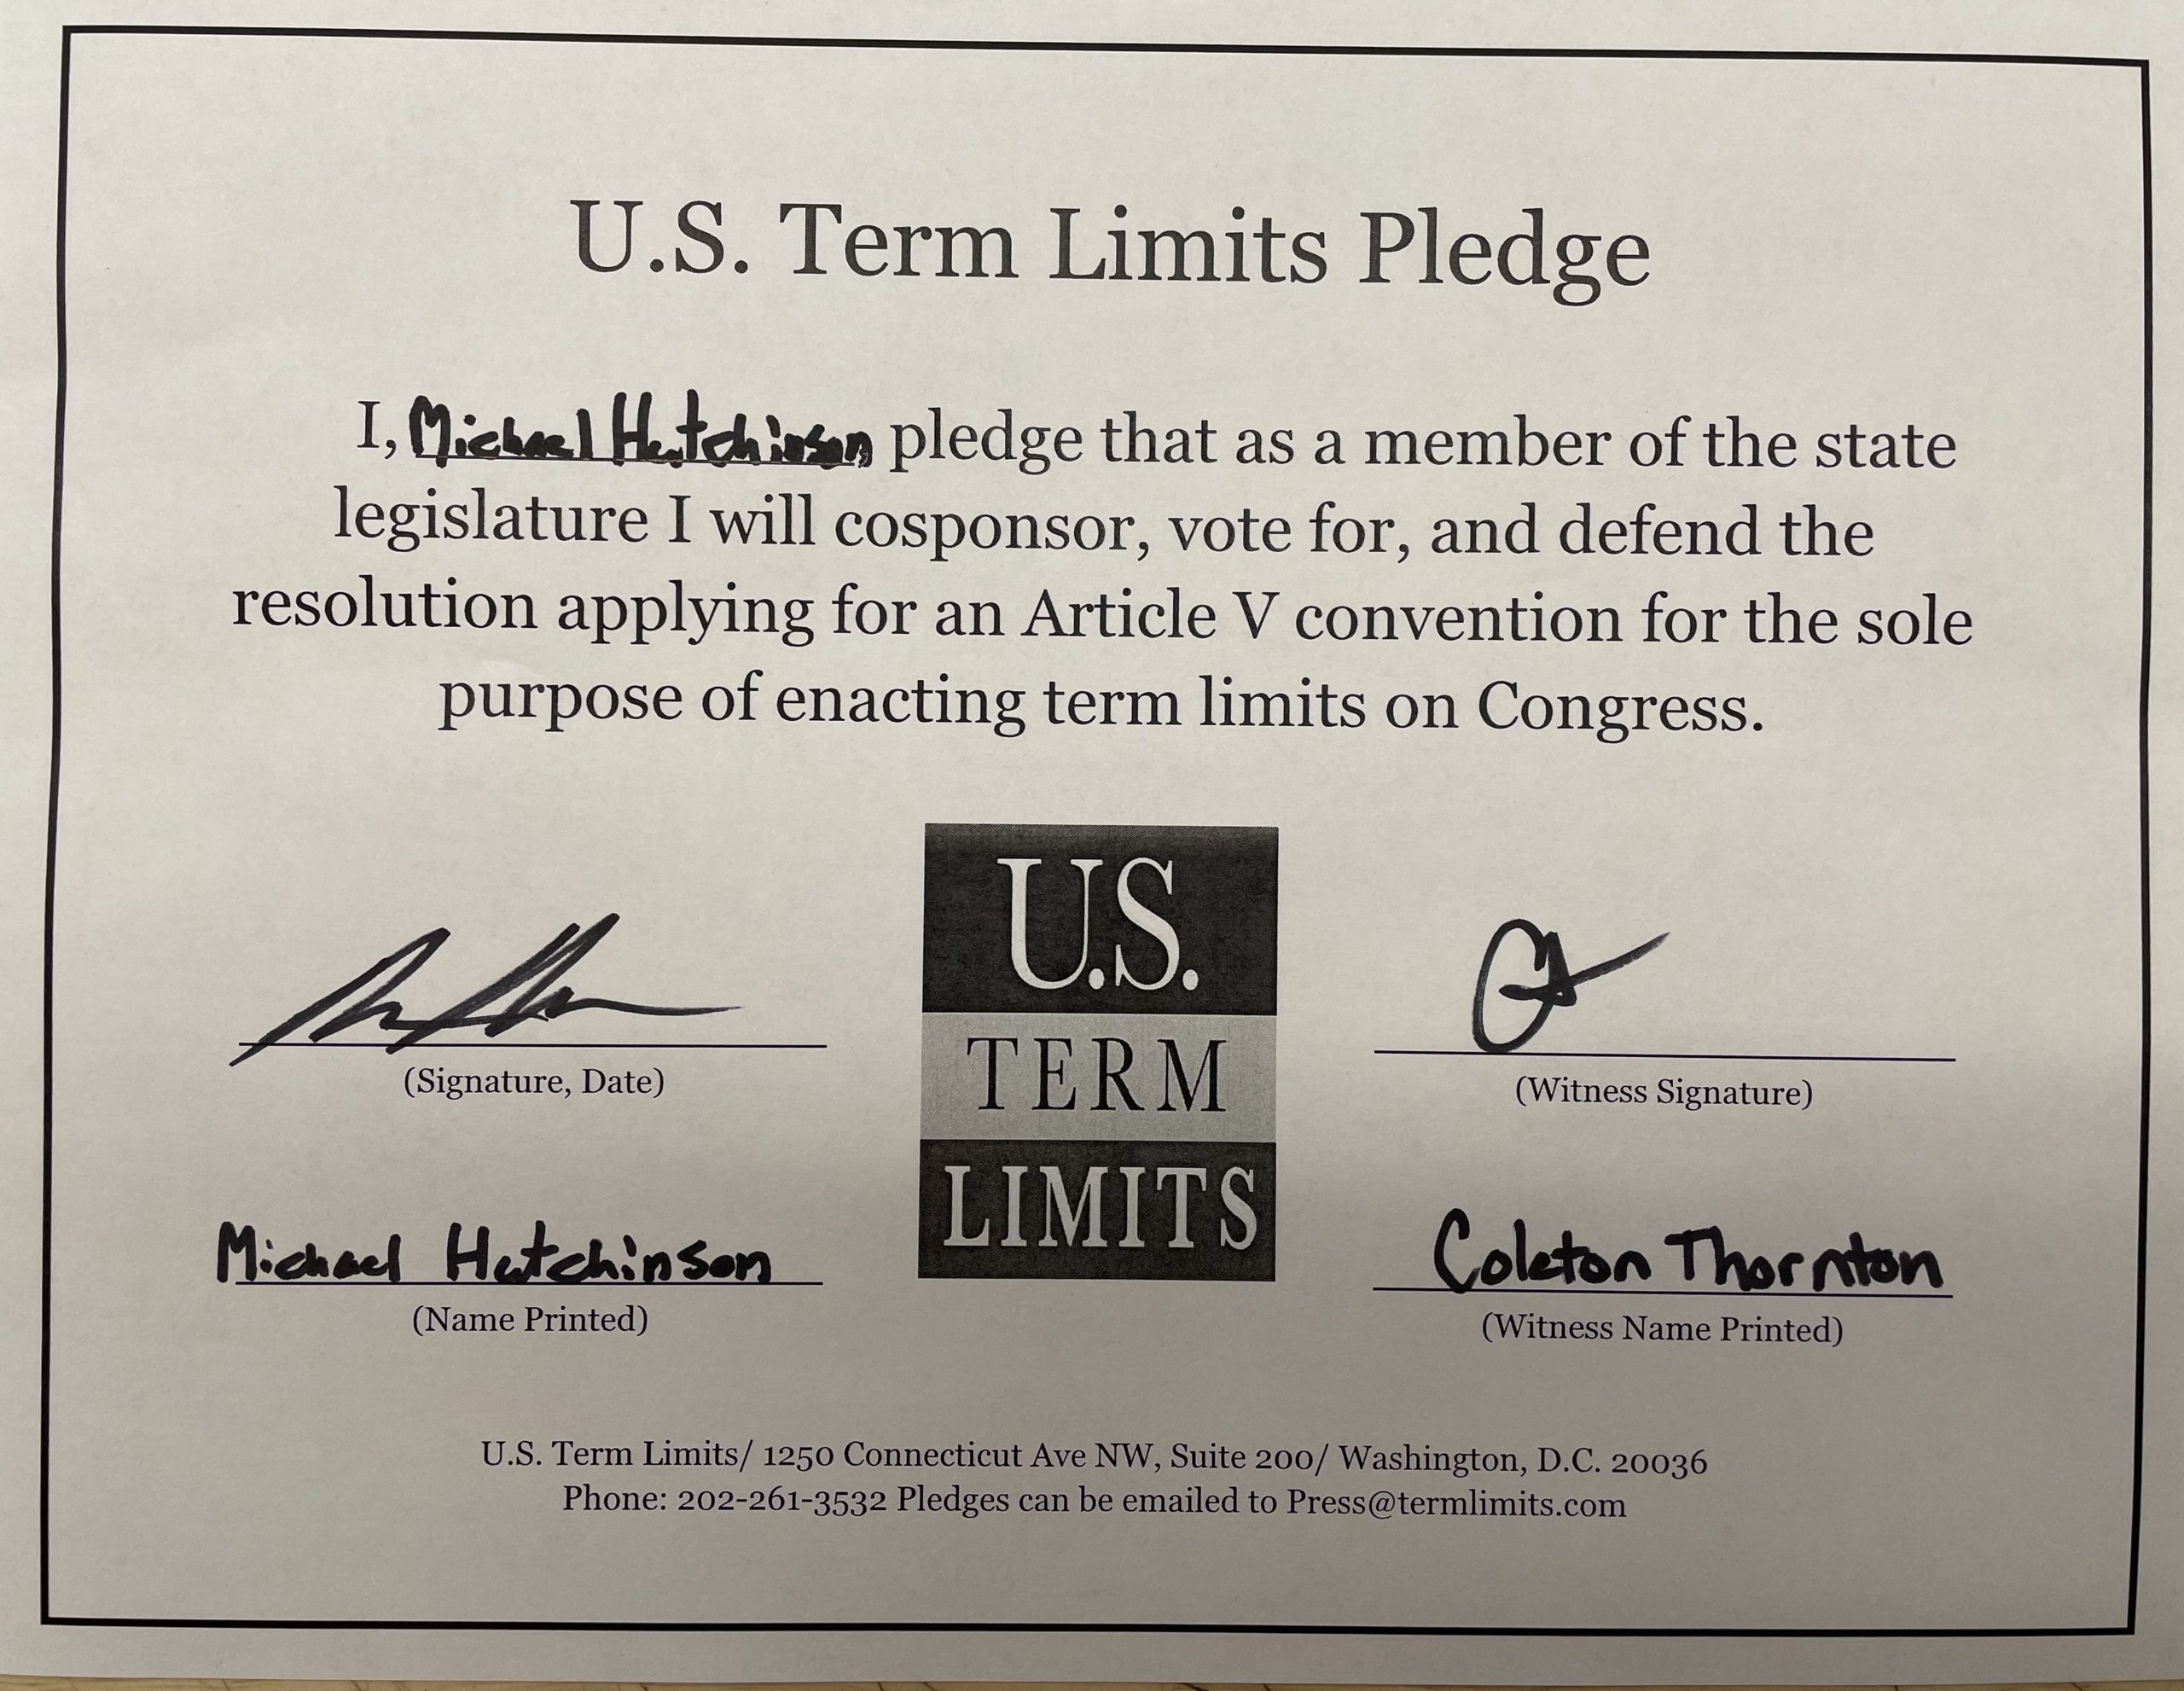 U.S. Term Limits Pledge
I, Michael Hutchinson pledge that as a member of the state
legislature I will cosponsor, vote for, and defend the
resolution applying for an Article V convention for the sole
purpose of enacting term limits on Congress.
U.S.
TERM
LIMITS
(Signature, Date)
(Witness Signature)
Michael Hutchinson
Coleton Thornton
(Name Printed)
(Witness Name Printed)
U.S. Term Limits/ 1250 Connecticut Ave NW, Suite 200/ Washington, D.C. 20036
Phone: 202-261-3532 Pledges can be emailed to Press@termlimits.com